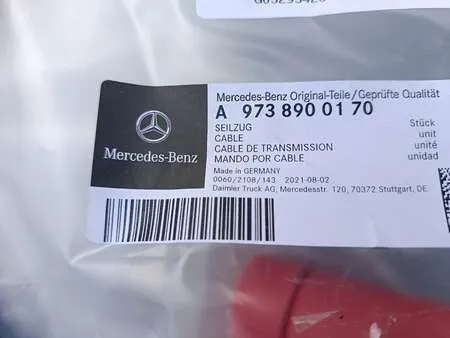 Mercedes-Benz Original-Teile/Geprüfte Qualität
A 973 890 01 70
SEILZUG
CABLE
CABLE DE TRANSMISSION
MANDO POR CABLE
Stück
unit
unité
unidad
Mercedes-Benz
Made in GERMANY
0060/2108/143 2021-08-02
Daimler Truck AG, Mercedesstr. 120, 70372 Stuttgart, DE